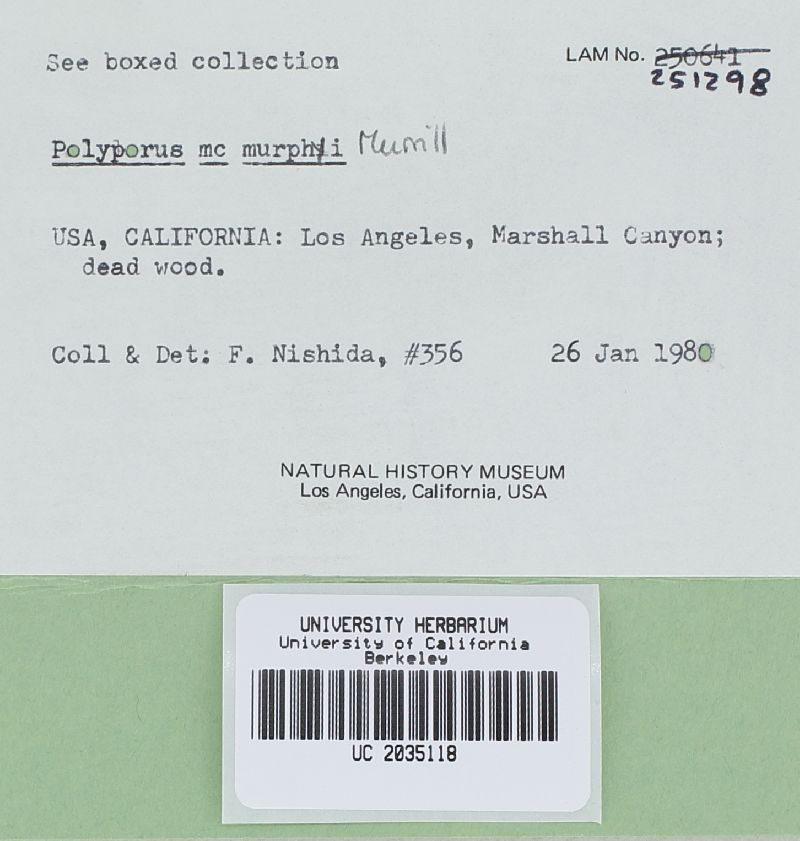 See boxed collection
LAM No. 250641
251298
Polyporus mc murphyi Murrill
USA, CALIFORNIA: Los Angeles, Marshall Canyon;
dead wood.
Coll & Det: F. Nishida, #356 26 Jan 1980
NATURAL HISTORY MUSEUM
Los Angeles, California, USA
UNIVERSITY HERBARIUM
University of California
Berkeley
UC 2035118